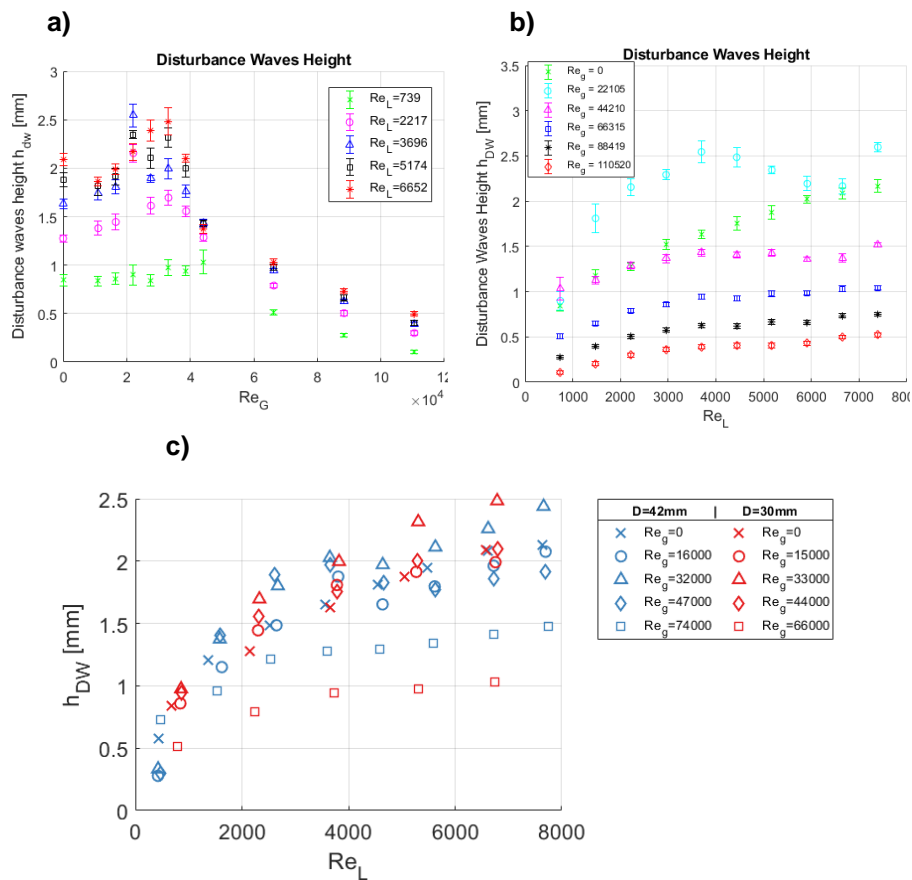 a)
Disturbance Waves Height
Disturbance waves height h_dw [mm]
3
2.5
2
1.5
1
0.5
0
Re_L=739
Re_L=2217
Re_L=3696
Re_L=5174
Re_L=6652
0 2 4 6 8 10 12
× 10^4
Re_G
b)
Disturbance Waves Height
Disturbance Waves Height h_DW [mm]
3.5
3
2.5
2
1.5
1
0.5
0
Re_g = 0
Re_g = 22105
Re_g = 44210
Re_g = 66315
Re_g = 88419
Re_g = 110520
0 1000 2000 3000 4000 5000 6000 7000 800
Re_L
c)
h_DW [mm]
2.5
2
1.5
1
0.5
0
0 2000 4000 6000 8000
Re_L
D=42mm | D=30mm
Re_g=0 Re_g=0
Re_g=16000 Re_g=15000
Re_g=32000 Re_g=33000
Re_g=47000 Re_g=44000
Re_g=74000 Re_g=66000